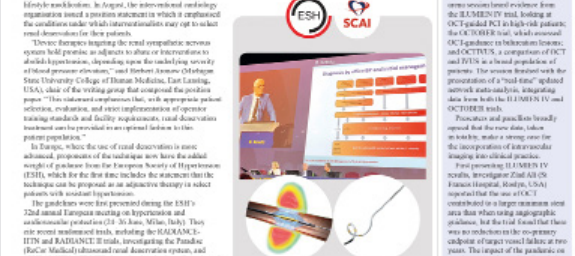 lifestyle modification. In August, the interventional cardiology
organisation issued a position statement in which it emphasised
the conditions under which interventionalists may opt to select
renal denervation for their patients.
"Device therapies targeting the renal sympathetic nervous
system hold promise as adjuncts to
hypertension, depending upon the underlying severity
of blood pressure elevation," said Herbert Aronow (Michigan
State University College of Human Medicine, East Lansing,
USA), chair of the writing group that composed the position
paper. "This statement emphasises that, with appropriate patient
selection, evaluation, and strict implementation of operator
training standards and facility requirements, renal denervation
treatment can be provided in an optimal fashion to this
patient population."
In Europe, where the use of renal denervation is more
advanced, proponents of the technique now have the added
weight of guidance from the European Society of Hypertension
(ESH), which for the first time includes the statement that the
technique can be proposed as an adjunctive therapy in select
patients with resistant hypertension.
The guidelines were first presented during the ESH's
32nd annual European meeting on hypertension and
cardiovascular protection (23–26 June, Milan, Italy). They
cite recent randomised trials, including the RADIANCE-
HTN and RADIANCE II trials, investigating the Paradise
(ReCor Medical) ultrasound renal denervation system, and
ESH
SCAI
arena session heard evidence from
the ILUMIEN IV trial, looking at
OCT-guided PCI in high-risk patients;
the OCTOBER trial, which assessed
OCT-guidance in bifurcation lesions;
and OCTIVUS, a comparison of OCT
and IVUS in a broad population of
patients. The session finished with the
presentation of a "real-time" updated
network meta-analysis, integrating
data from both the ILUMIEN IV and
OCTOBER trials.
Presenters and panellists broadly
agreed that the new data, taken
in totality, make a strong case for
the incorporation of intravascular
imaging into clinical practice.
First presenting ILUMIEN IV
results, investigator Ziad Ali (St
Francis Hospital, Roslyn, USA)
reported that the use of OCT
contributed to a larger minimum stent
area than when using angiographic
guidance, but the trial found that there
was no reduction in the co-primary
endpoint of target vessel failure at two
years. The impact of the pandemic on